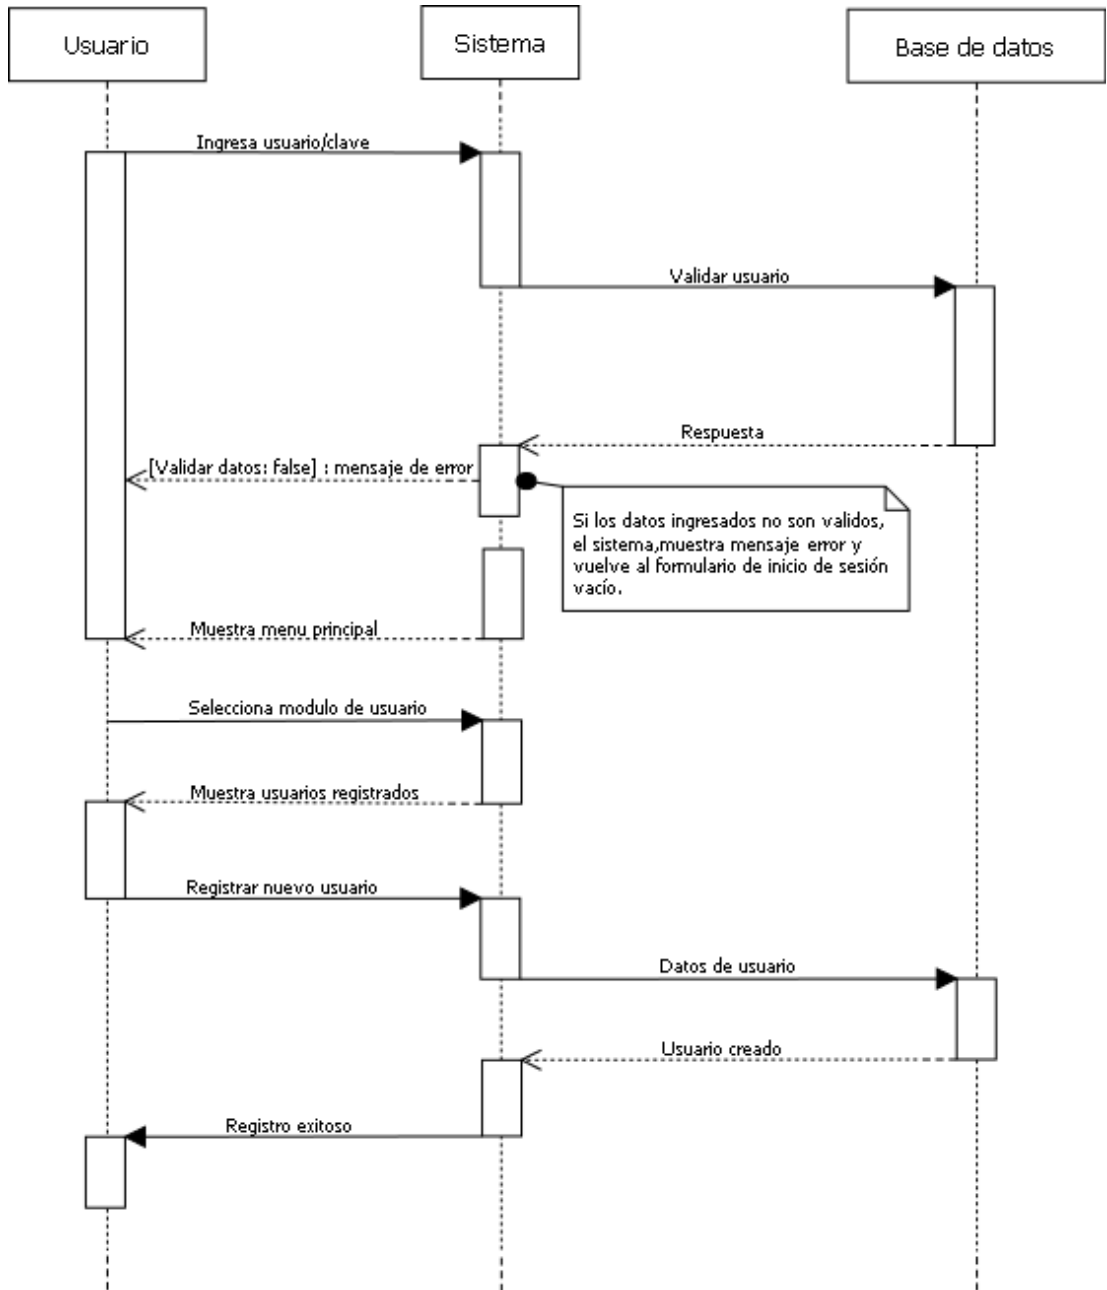 Usuario
Sistema
Base de datos
Ingresa usuario/clave
Validar usuario
Respuesta
[Validar datos: false] : mensaje de error
Si los datos ingresados no son validos,
el sistema,muestra mensaje error y
vuelve al formulario de inicio de sesión
vacío.
Muestra menu principal
Selecciona modulo de usuario
Muestra usuarios registrados
Registrar nuevo usuario
Datos de usuario
Usuario creado
Registro exitoso